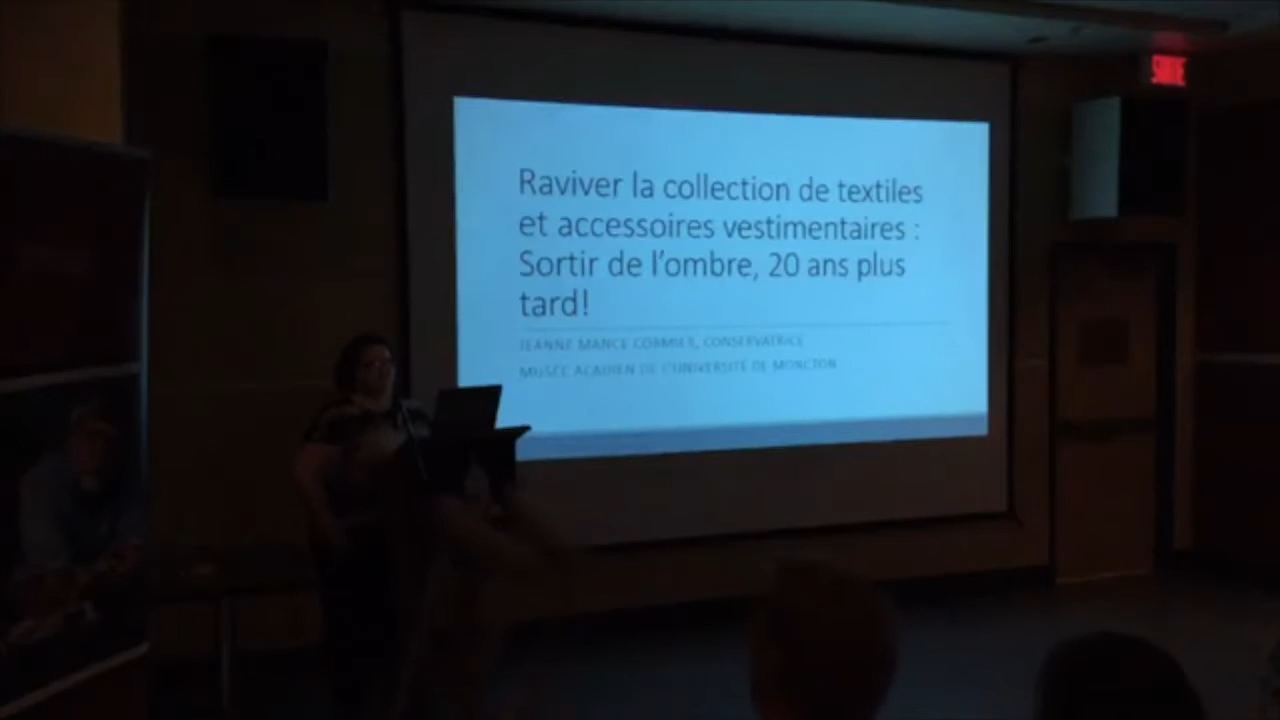 SORTIE
Raviver la collection de textiles
et accessoires vestimentaires :
Sortir de l'ombre, 20 ans plus
tard!
JEANNE MANCE CORMIER, CONSERVATRICE
MUSÉE ACADIEN DE L'UNIVERSITÉ DE MONCTON